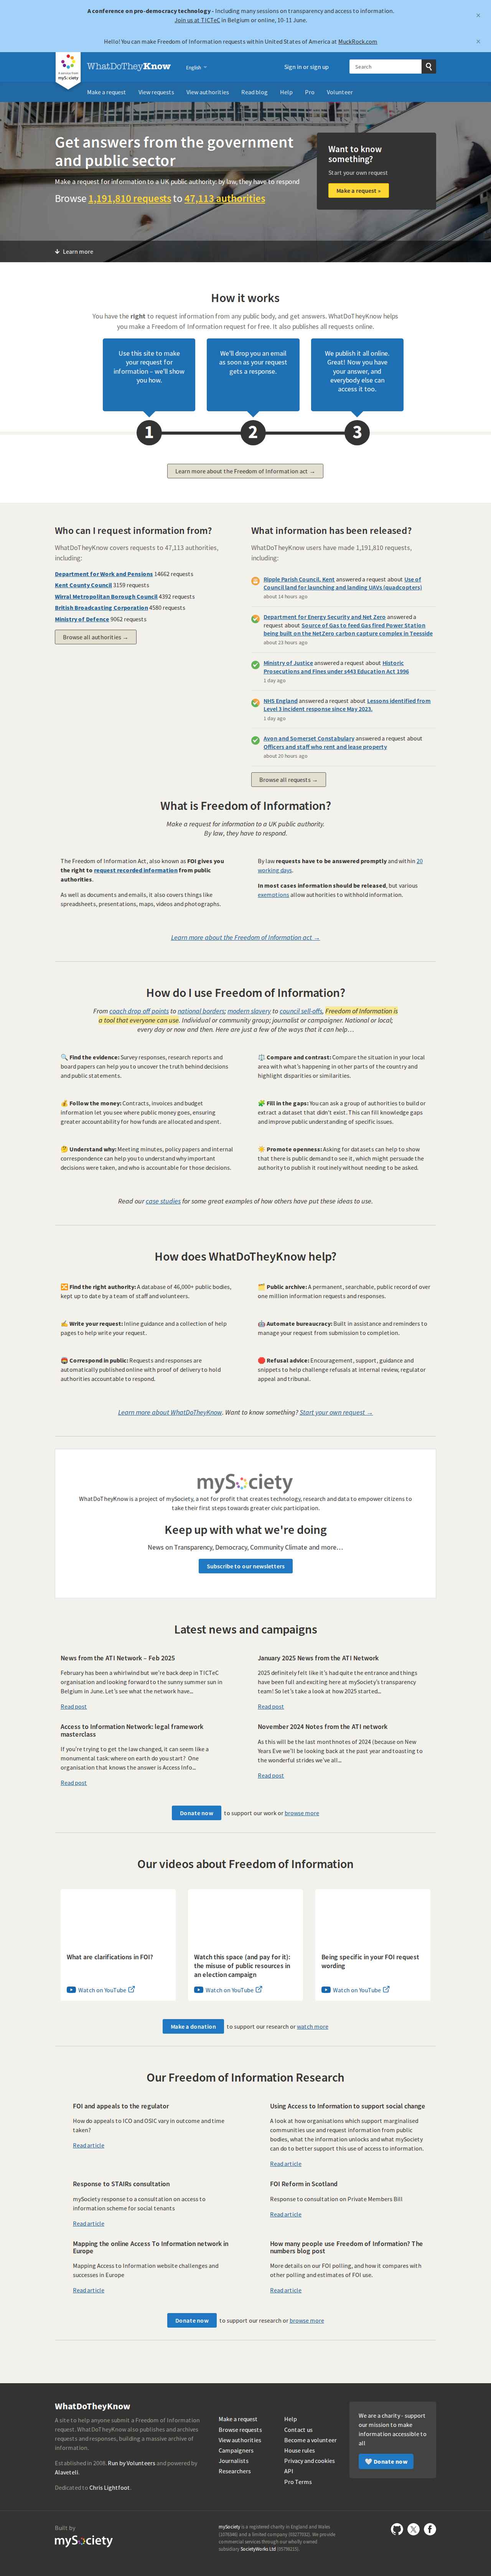 A conference on pro-democracy technology - Including many sessions on transparency and access to information.
Join us at TICTeC in Belgium or online, 10-11 June.
×
Hello! You can make Freedom of Information requests within United States of America at MuckRock.com
×
mySociety
WhatDoTheyKnow
English
Sign in or sign up
Search
Make a request
View requests
View authorities
Read blog
Help
Pro
Volunteer
Get answers from the government
and public sector
Make a request for information to a UK public authority: by law, they have to respond
Browse 1,191,810 requests to 47,113 authorities
Want to know
something?
Start your own request
Make a request »
Learn more
How it works
You have the right to request information from any public body, and get answers. WhatDoTheyKnow helps
you make a Freedom of Information request for free. It also publishes all requests online.
Use this site to make
your request for
information – we'll show
you how.
We'll drop you an email
as soon as your request
gets a response.
We publish it all online.
Great! Now you have
your answer, and
everybody else can
access it too.
1
2
3
Learn more about the Freedom of Information act →
Who can I request information from?
WhatDoTheyKnow covers requests to 47,113 authorities,
including:
Department for Work and Pensions 14662 requests
Kent County Council 3159 requests
Wirral Metropolitan Borough Council 4392 requests
British Broadcasting Corporation 4580 requests
Ministry of Defence 9062 requests
Browse all authorities →
What information has been released?
WhatDoTheyKnow users have made 1,191,810 requests,
including:
Ripple Parish Council, Kent answered a request about Use of
Council land for launching and landing UAVs (quadcopters)
about 14 hours ago
Department for Energy Security and Net Zero answered a
request about Source of Gas to feed Gas fired Power Station
being built on the NetZero carbon capture complex in Teesside
about 23 hours ago
Ministry of Justice answered a request about Historic
Prosecutions and Fines under s443 Education Act 1996
1 day ago
NHS England answered a request about Lessons identified from
Level 3 incident response since May 2023.
1 day ago
Avon and Somerset Constabulary answered a request about
Officers and staff who rent and lease property
about 20 hours ago
Browse all requests →
What is Freedom of Information?
Make a request for information to a UK public authority.
By law, they have to respond.
The Freedom of Information Act, also known as FOI gives you
the right to request recorded information from public
authorities.
As well as documents and emails, it also covers things like
spreadsheets, presentations, maps, videos and photographs.
By law requests have to be answered promptly and within 20
working days.
In most cases information should be released, but various
exemptions allow authorities to withhold information.
Learn more about the Freedom of Information act →
How do I use Freedom of Information?
From coach drop off points to national borders; modern slavery to council sell-offs, Freedom of Information is
a tool that everyone can use. Individual or community group; journalist or campaigner. National or local;
every day or now and then. Here are just a few of the ways that it can help…
🔍 Find the evidence: Survey responses, research reports and
board papers can help you to uncover the truth behind decisions
and public statements.
⚖️ Compare and contrast: Compare the situation in your local
area with what's happening in other parts of the country and
highlight disparities or similarities.
💰 Follow the money: Contracts, invoices and budget
information let you see where public money goes, ensuring
greater accountability for how funds are allocated and spent.
🧩 Fill in the gaps: You can ask a group of authorities to build or
extract a dataset that didn't exist. This can fill knowledge gaps
and improve public understanding of specific issues.
🤔 Understand why: Meeting minutes, policy papers and internal
correspondence can help you to understand why important
decisions were taken, and who is accountable for those decisions.
☀️ Promote openness: Asking for datasets can help to show
that there is public demand to see it, which might persuade the
authority to publish it routinely without needing to be asked.
Read our case studies for some great examples of how others have put these ideas to use.
How does WhatDoTheyKnow help?
🔀 Find the right authority: A database of 46,000+ public bodies,
kept up to date by a team of staff and volunteers.
🗂️ Public archive: A permanent, searchable, public record of over
one million information requests and responses.
✍️ Write your request: Inline guidance and a collection of help
pages to help write your request.
🤖 Automate bureaucracy: Built in assistance and reminders to
manage your request from submission to completion.
📮 Correspond in public: Requests and responses are
automatically published online with proof of delivery to hold
authorities accountable to respond.
🛑 Refusal advice: Encouragement, support, guidance and
snippets to help challenge refusals at internal review, regulator
appeal and tribunal.
Learn more about WhatDoTheyKnow. Want to know something? Start your own request →
mySociety
WhatDoTheyKnow is a project of mySociety, a not for profit that creates technology, research and data to empower citizens to
take their first steps towards greater civic participation.
Keep up with what we're doing
News on Transparency, Democracy, Community Climate and more…
Subscribe to our newsletters
Latest news and campaigns
News from the ATI Network – Feb 2025
February has been a whirlwind but we're back deep in TICTeC
organisation and looking forward to the sunny summer sun in
Belgium in June. Let's see what the network have...
Read post
January 2025 News from the ATI Network
2025 definitely felt like it's had quite the entrance and things
have been full and exciting here at mySociety's transparency
team! So let's take a look at how 2025 started...
Read post
Access to Information Network: legal framework
masterclass
If you're trying to get the law changed, it can seem like a
monumental task: where on earth do you start?  One
organisation that knows the answer is Access Info...
Read post
November 2024 Notes from the ATI network
As this will be the last monthnotes of 2024 (because on New
Years Eve we'll be looking back at the past year and toasting to
the wonderful strides we've all...
Read post
Donate now to support our work or browse more
Our videos about Freedom of Information
What are clarifications in FOI?
Watch on YouTube
Watch this space (and pay for it):
the misuse of public resources in
an election campaign
Watch on YouTube
Being specific in your FOI request
wording
Watch on YouTube
Make a donation to support our research or watch more
Our Freedom of Information Research
FOI and appeals to the regulator
How do appeals to ICO and OSIC vary in outcome and time
taken?
Read article
Using Access to Information to support social change
A look at how organisations which support marginalised
communities use and request information from public
bodies, what the information unlocks and what mySociety
can do to better support this use of access to information.
Read article
Response to STAIRs consultation
mySociety response to a consultation on access to
information scheme for social tenants
Read article
FOI Reform in Scotland
Response to consultation on Private Members Bill
Read article
Mapping the online Access To Information network in
Europe
Mapping Access to Information website challenges and
successes in Europe
Read article
How many people use Freedom of Information? The
numbers blog post
More details on our FOI polling, and how it compares with
other polling and estimates of FOI use.
Read article
Donate now to support our research or browse more
WhatDoTheyKnow
A site to help anyone submit a Freedom of Information
request. WhatDoTheyKnow also publishes and archives
requests and responses, building a massive archive of
information.
Established in 2008. Run by Volunteers and powered by
Alaveteli.
Dedicated to Chris Lightfoot.
Make a request
Browse requests
View authorities
Campaigners
Journalists
Researchers
Help
Contact us
Become a volunteer
House rules
Privacy and cookies
API
Pro Terms
We are a charity - support
our mission to make
information accessible to
all
🤍 Donate now
Built by
mySociety
mySociety is a registered charity in England and Wales
(1076346) and a limited company (03277032). We provide
commercial services through our wholly owned
subsidiary SocietyWorks Ltd (05798215).